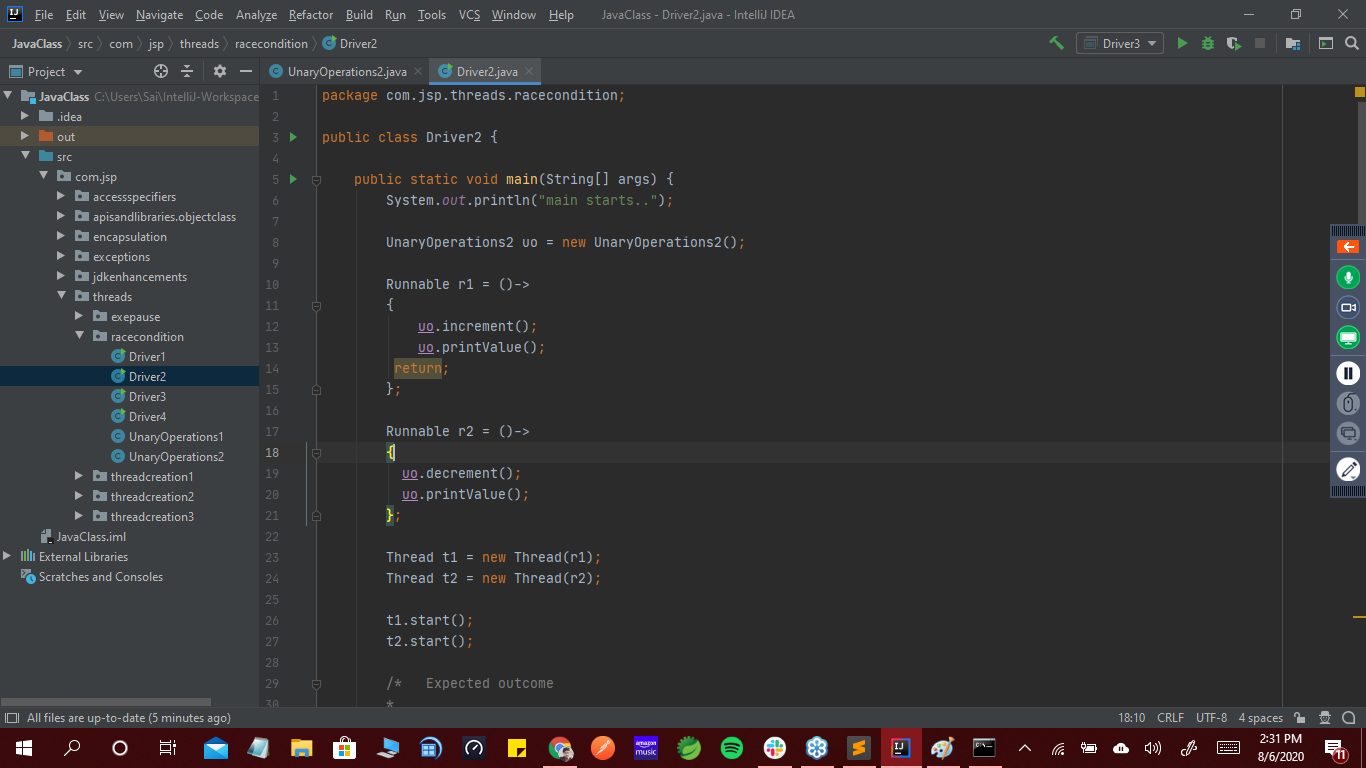 File Edit View Navigate Code Analyze Refactor Build Run Tools VCS Window Help JavaClass - Driver2.java - IntelliJ IDEA
JavaClass src com jsp threads racecondition Driver2 Driver3
Project
UnaryOperations2.java Driver2.java
JavaClass C:\Users\Sai\IntelliJ-Workspace
.idea
out
src
com.jsp
accessspecifiers
apisandlibraries.objectclass
encapsulation
exceptions
jdkenhancements
threads
exepause
racecondition
Driver1
Driver2
Driver3
Driver4
UnaryOperations1
UnaryOperations2
threadcreation1
threadcreation2
threadcreation3
JavaClass.iml
External Libraries
Scratches and Consoles
1 package com.jsp.threads.racecondition;
2
3 public class Driver2 {
4
5 public static void main(String[] args) {
6 System.out.println("main starts..");
7
8 UnaryOperations2 uo = new UnaryOperations2();
9
10 Runnable r1 = ()->
11 {
12 uo.increment();
13 uo.printValue();
14 return;
15 };
16
17 Runnable r2 = ()->
18 {
19 uo.decrement();
20 uo.printValue();
21 };
22
23 Thread t1 = new Thread(r1);
24 Thread t2 = new Thread(r2);
25
26 t1.start();
27 t2.start();
28
29 /* Expected outcome
30 *
All files are up-to-date (5 minutes ago) 18:10 CRLF UTF-8 4 spaces
amazon music
2:31 PM
8/6/2020
11